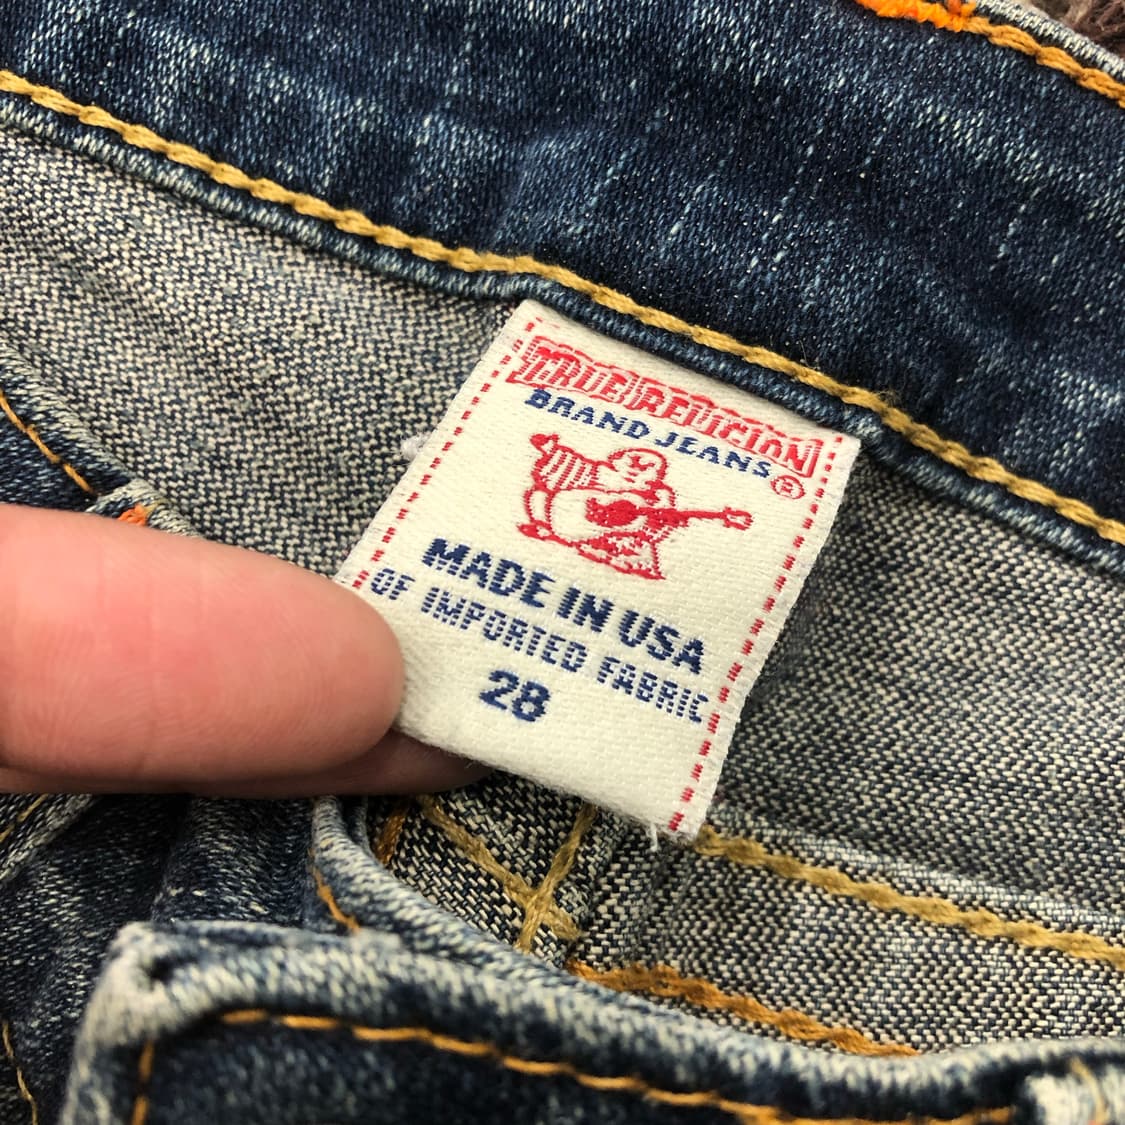 TRUE RELIGION
BRAND JEANS ®
MADE IN USA
OF IMPORTED FABRIC
28